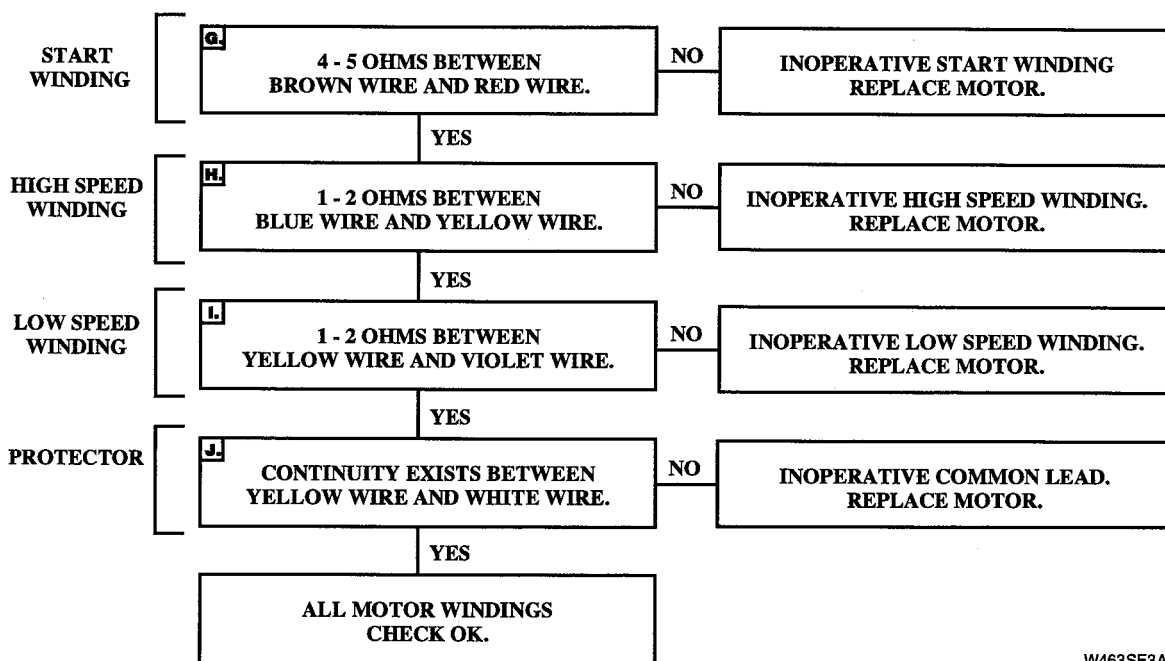 START
WINDING
G.
4 - 5 OHMS BETWEEN
BROWN WIRE AND RED WIRE.
NO
INOPERATIVE START WINDING
REPLACE MOTOR.
YES
HIGH SPEED
WINDING
H.
1 - 2 OHMS BETWEEN
BLUE WIRE AND YELLOW WIRE.
NO
INOPERATIVE HIGH SPEED WINDING.
REPLACE MOTOR.
YES
LOW SPEED
WINDING
I.
1 - 2 OHMS BETWEEN
YELLOW WIRE AND VIOLET WIRE.
NO
INOPERATIVE LOW SPEED WINDING.
REPLACE MOTOR.
YES
PROTECTOR
J.
CONTINUITY EXISTS BETWEEN
YELLOW WIRE AND WHITE WIRE.
NO
INOPERATIVE COMMON LEAD.
REPLACE MOTOR.
YES
ALL MOTOR WINDINGS
CHECK OK.
W463SE3A